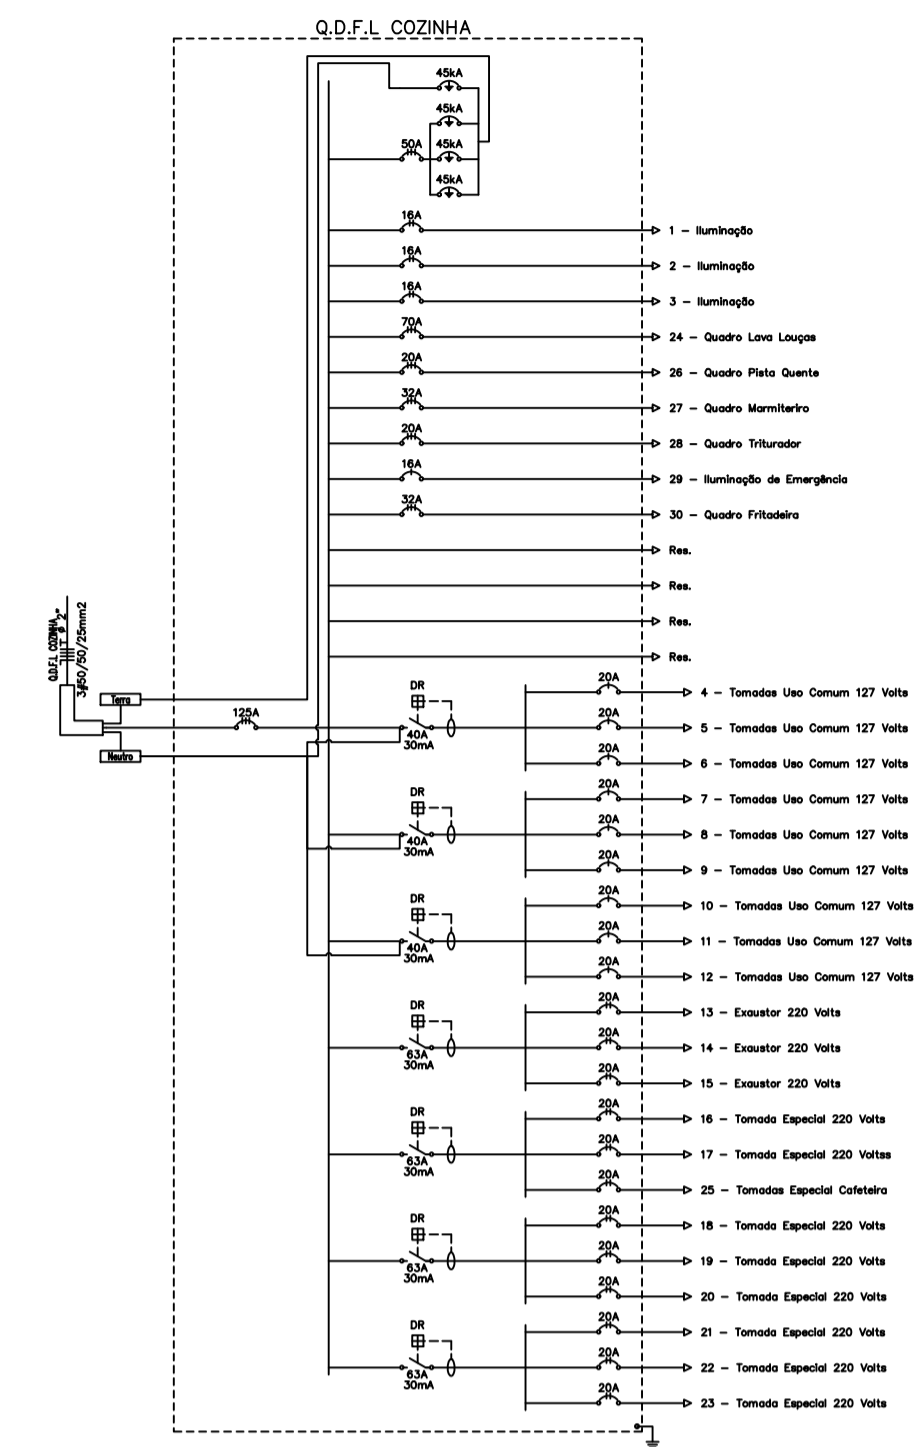 Q.D.F.L COZINHA
45kA
45kA
50A
45kA
45kA
16A
1 - Iluminação
16A
2 - Iluminação
16A
3 - Iluminação
70A
24 - Quadro Lava Louças
20A
26 - Quadro Pista Quente
32A
27 - Quadro Marmiteriro
20A
28 - Quadro Triturador
16A
29 - Iluminação de Emergência
32A
30 - Quadro Fritadeira
Res.
Res.
Res.
Res.
Q.D.F.L COZINHA
ø 2"
3#50/50/25mm2
Terra
125A
Neutro
DR
40A
30mA
20A
4 - Tomadas Uso Comum 127 Volts
20A
5 - Tomadas Uso Comum 127 Volts
20A
6 - Tomadas Uso Comum 127 Volts
DR
40A
30mA
20A
7 - Tomadas Uso Comum 127 Volts
20A
8 - Tomadas Uso Comum 127 Volts
20A
9 - Tomadas Uso Comum 127 Volts
DR
40A
30mA
20A
10 - Tomadas Uso Comum 127 Volts
20A
11 - Tomadas Uso Comum 127 Volts
20A
12 - Tomadas Uso Comum 127 Volts
DR
63A
30mA
20A
13 - Exaustor 220 Volts
20A
14 - Exaustor 220 Volts
20A
15 - Exaustor 220 Volts
DR
63A
30mA
20A
16 - Tomada Especial 220 Volts
20A
17 - Tomada Especial 220 Voltss
20A
25 - Tomadas Especial Cafeteira
DR
63A
30mA
20A
18 - Tomada Especial 220 Volts
20A
19 - Tomada Especial 220 Volts
20A
20 - Tomada Especial 220 Volts
DR
63A
30mA
20A
21 - Tomada Especial 220 Volts
20A
22 - Tomada Especial 220 Volts
20A
23 - Tomada Especial 220 Volts